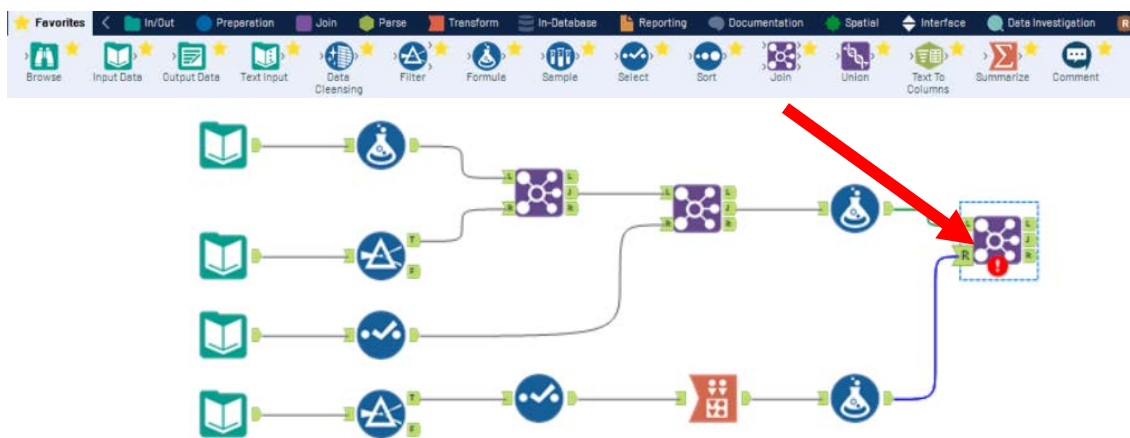 Favorites In/Out Preparation Join Parse Transform In-Database Reporting Documentation Spatial Interface Data Investigation R
Browse Input Data Output Data Text Input Data Cleansing Filter Formula Sample Select Sort Join Union Text To Columns Summarize Comment
L L
J
R R
L L
J
R R
T
F
L L
J
R R
T
F